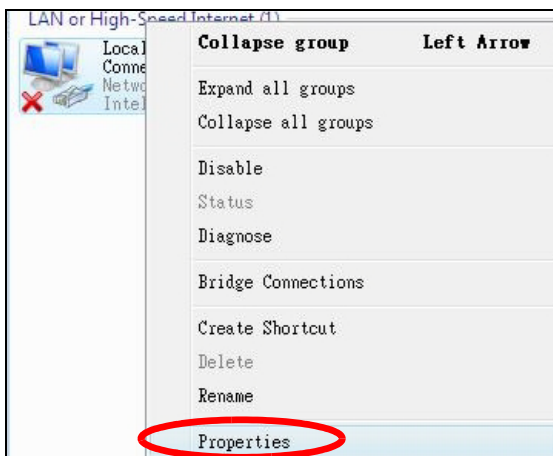 LAN or High-Speed Internet (1)
Local
Conne
Netwo
Intel
Collapse group Left Arrow
Expand all groups
Collapse all groups
Disable
Status
Diagnose
Bridge Connections
Create Shortcut
Delete
Rename
Properties